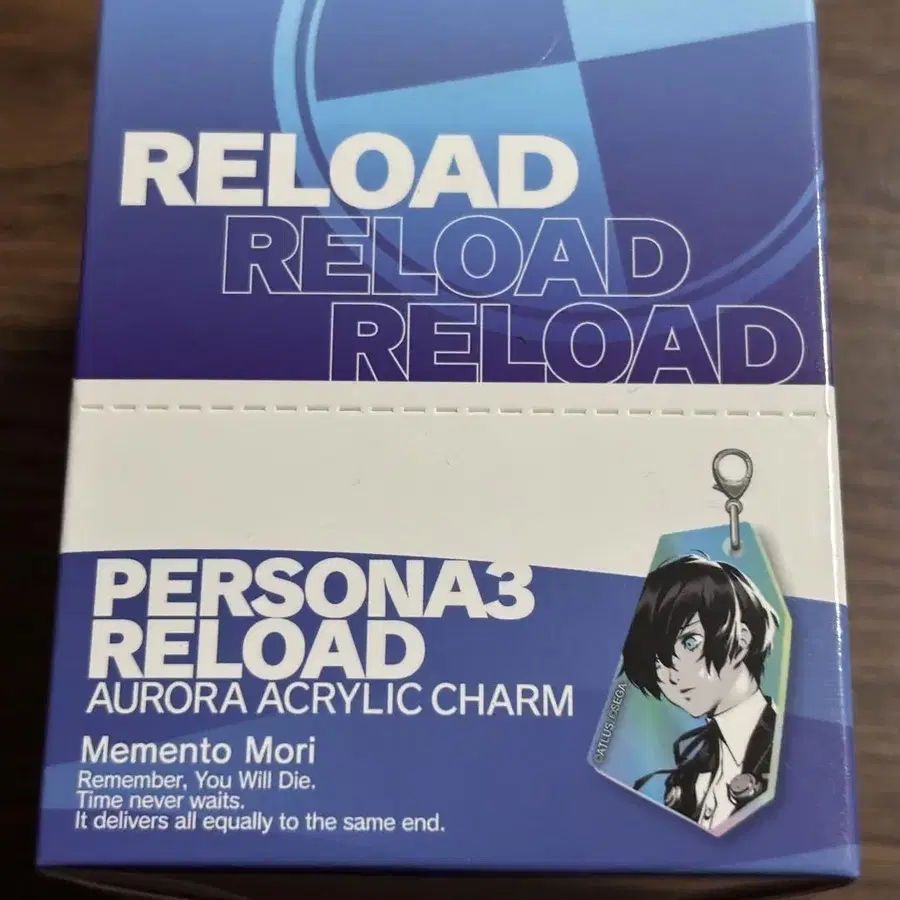 RELOAD
RELOAD
RELOAD
PERSONA3
RELOAD
AURORA ACRYLIC CHARM
Memento Mori
Remember, You Will Die.
Time never waits.
It delivers all equally to the same end.
©ATLUS. ©SEGA